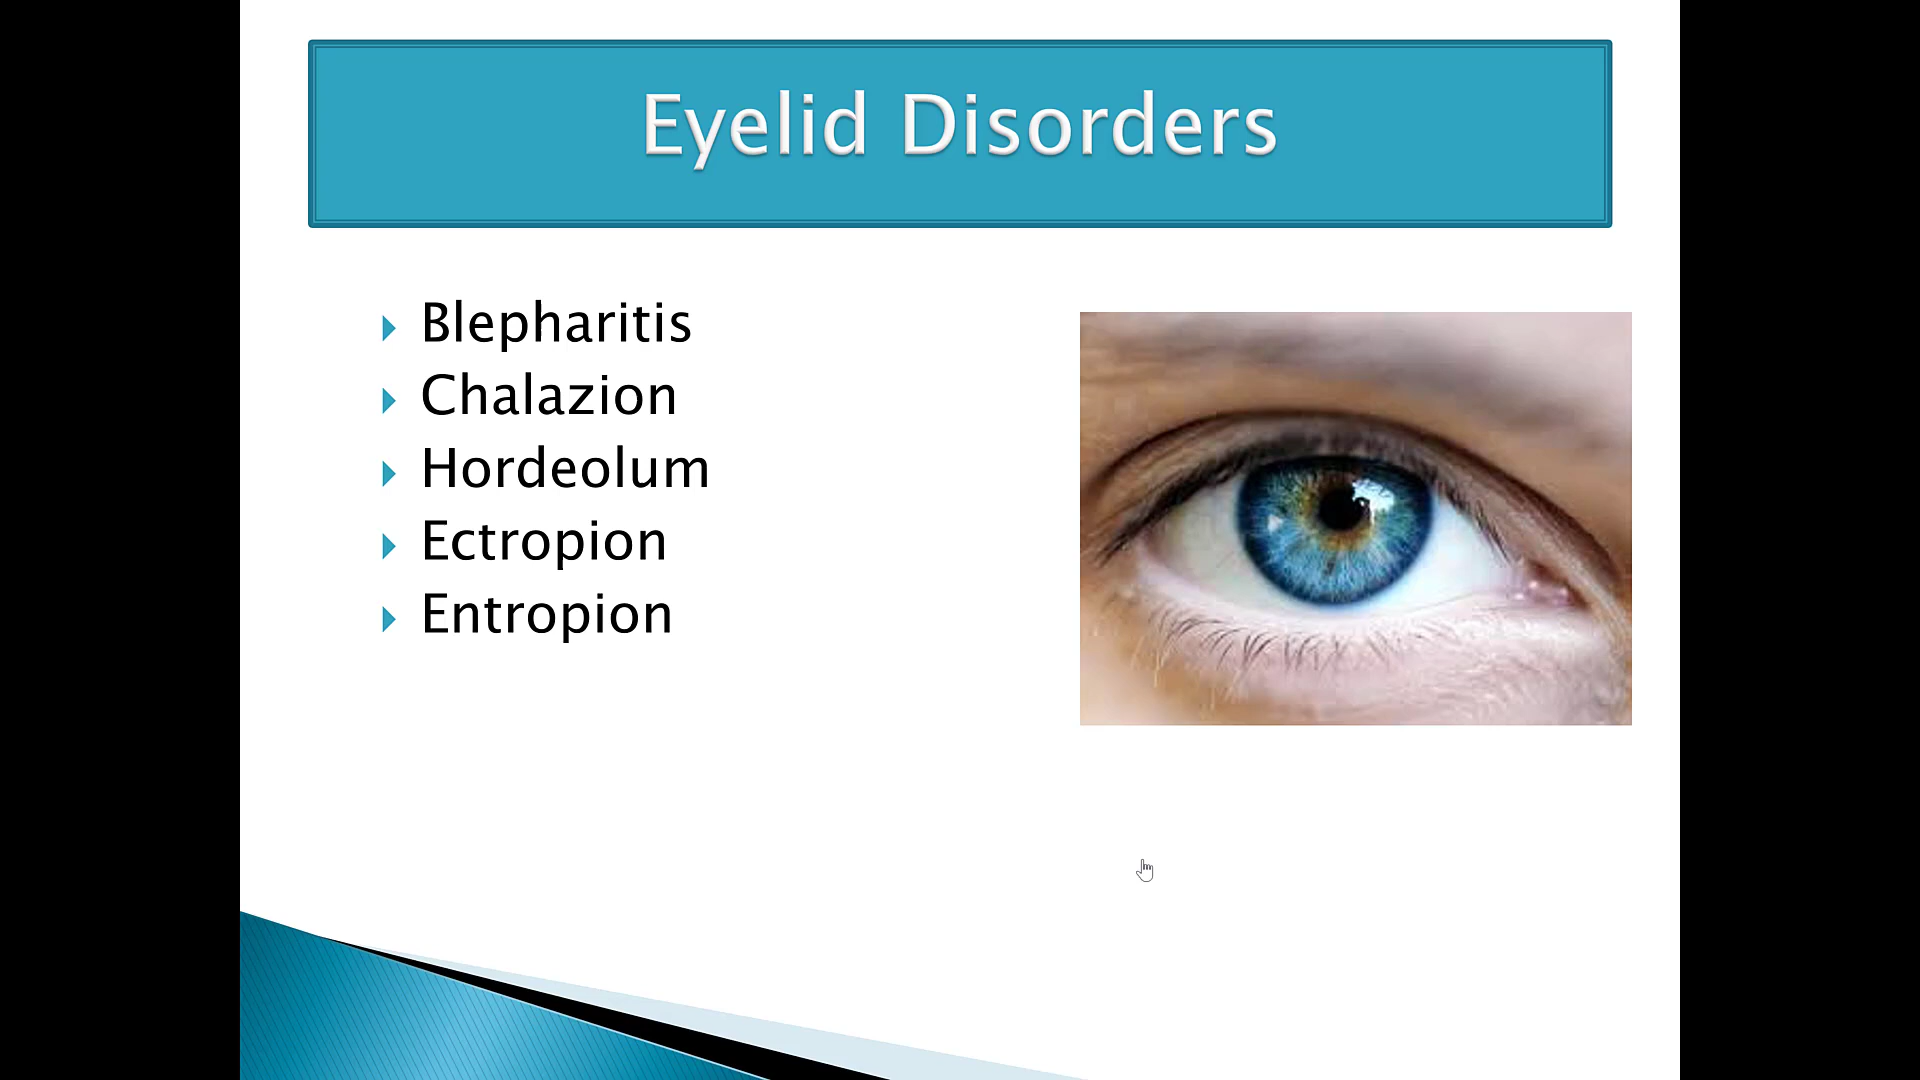 Eyelid Disorders
Blepharitis
Chalazion
Hordeolum
Ectropion
Entropion